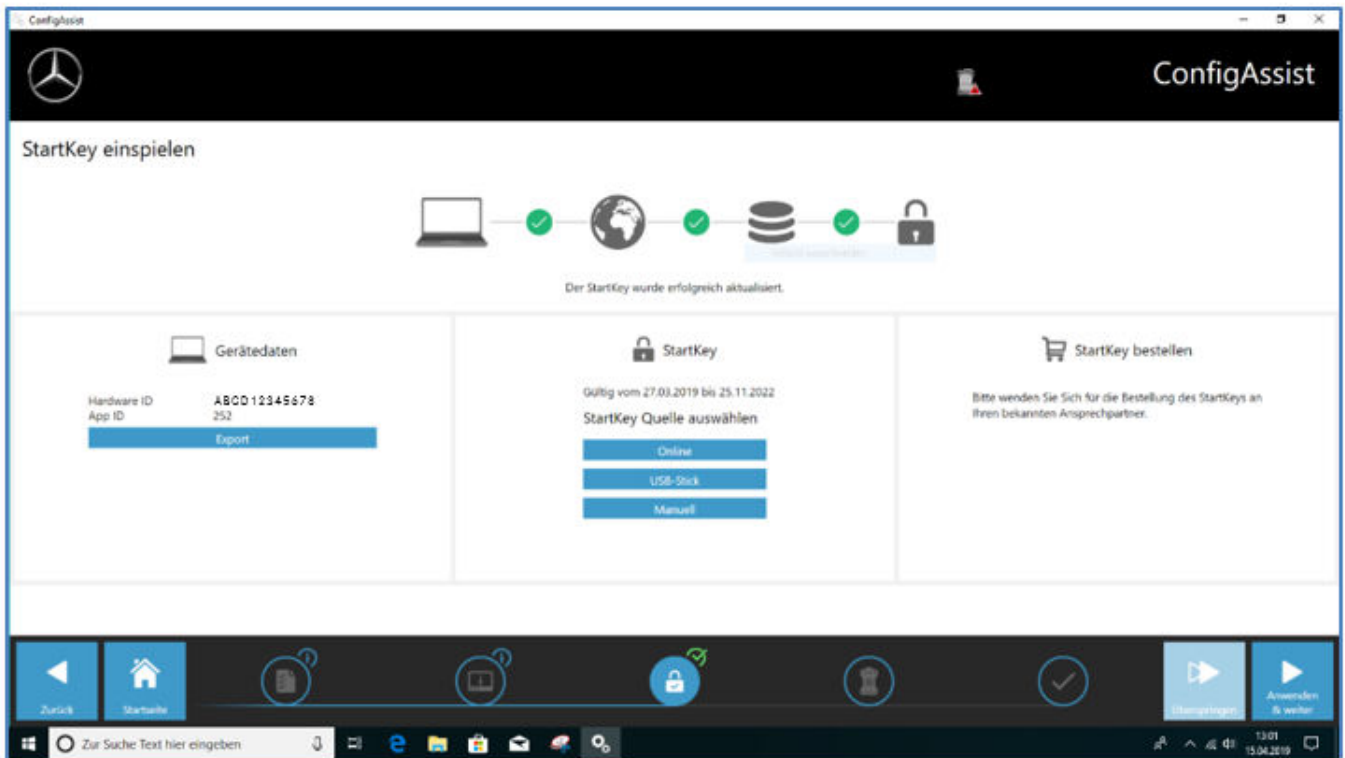 ConfigAssist
ConfigAssist
StartKey einspielen
Der StartKey wurde erfolgreich aktualisiert.
Gerätedaten
Hardware ID ABCD12345678
App ID 252
Export
StartKey
Gültig vom 27.03.2019 bis 25.11.2022
StartKey Quelle auswählen
Online
USB-Stick
Manuell
StartKey bestellen
Bitte wenden Sie Sich für die Bestellung des StartKeys an
Ihren bekannten Ansprechpartner.
Zurück
Startseite
Überspringen
Anwenden
& weiter
Zur Suche Text hier eingeben
13:01
15.04.2019